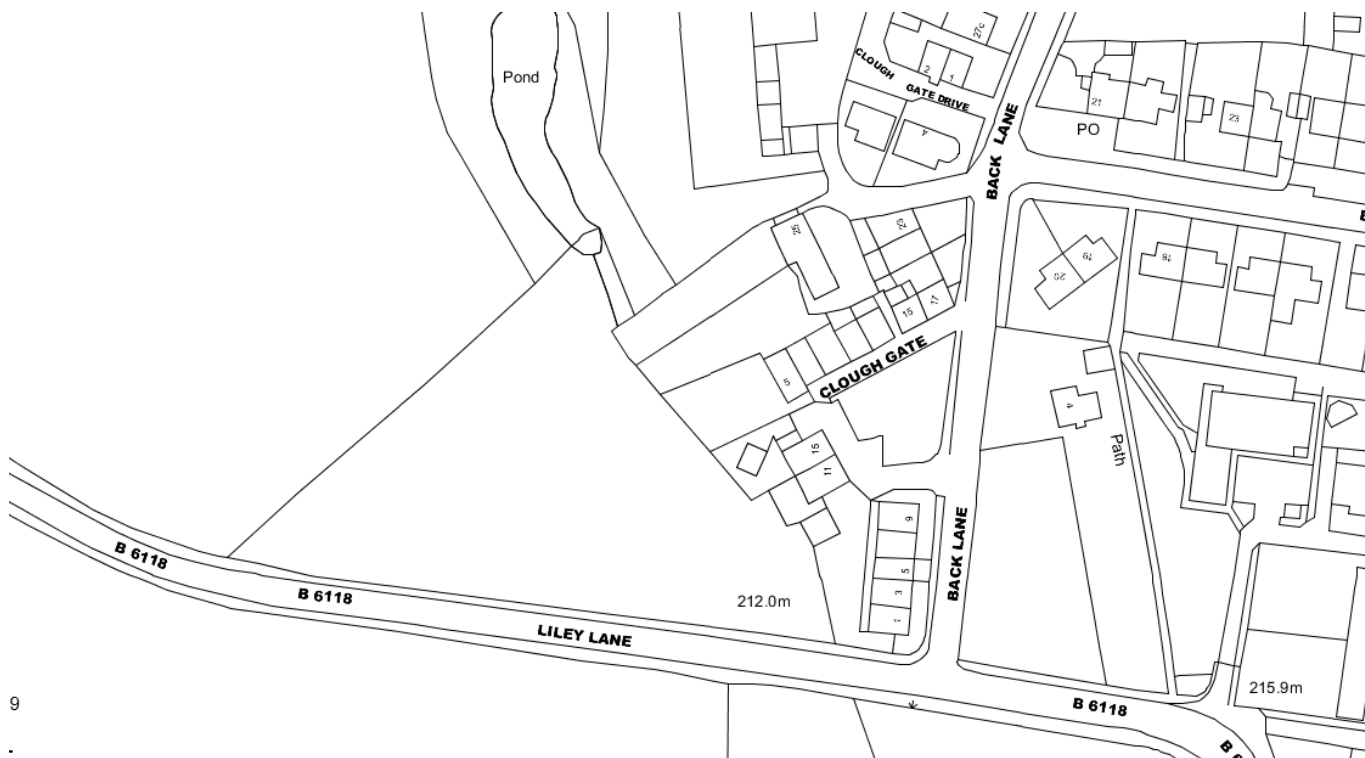 27c
Pond
CLOUGH
GATE DRIVE
2
1
21
PO
23
4
BACK LANE
25
23
19
20
18
15
17
CLOUGH GATE
5
4
Path
15
11
9
5
3
1
BACK LANE
B 6118
B 6118
212.0m
LILEY LANE
215.9m
B 6118
9